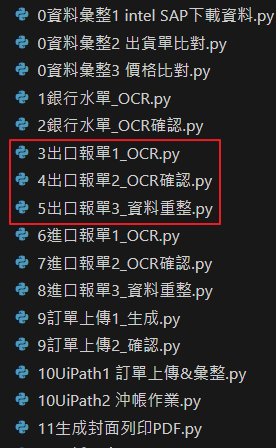 0資料彙整1 intel SAP下載資料.py
0資料彙整2 出貨單比對.py
0資料彙整3 價格比對.py
1銀行水單_OCR.py
2銀行水單_OCR確認.py
3出口報單1_OCR.py
4出口報單2_OCR確認.py
5出口報單3_資料重整.py
6進口報單1_OCR.py
7進口報單2_OCR確認.py
8進口報單3_資料重整.py
9訂單上傳1_生成.py
9訂單上傳2_確認.py
10UiPath1 訂單上傳&彙整.py
10UiPath2 沖帳作業.py
11生成封面列印PDF.py